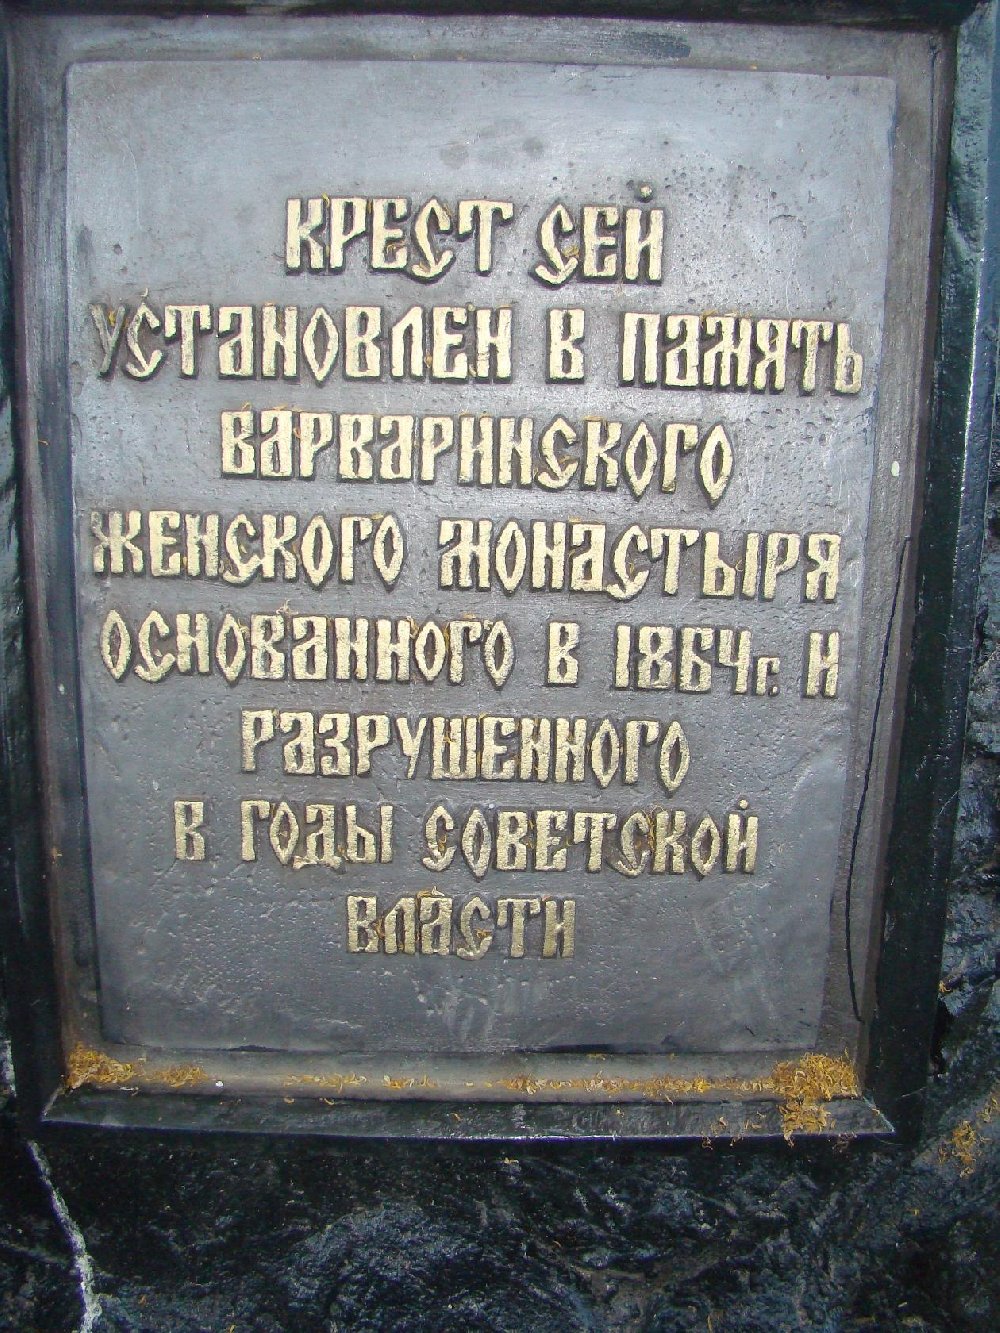 КРЕСТ СЕЙ
УСТАНОВЛЕН В ПАМЯТЬ
ВАРВАРИНСКОГО
ЖЕНСКОГО МОНАСТЫРЯ
ОСНОВАННОГО В 1864г. И
РАЗРУШЕННОГО
В ГОДЫ СОВЕТСКОЙ
ВЛАСТИ